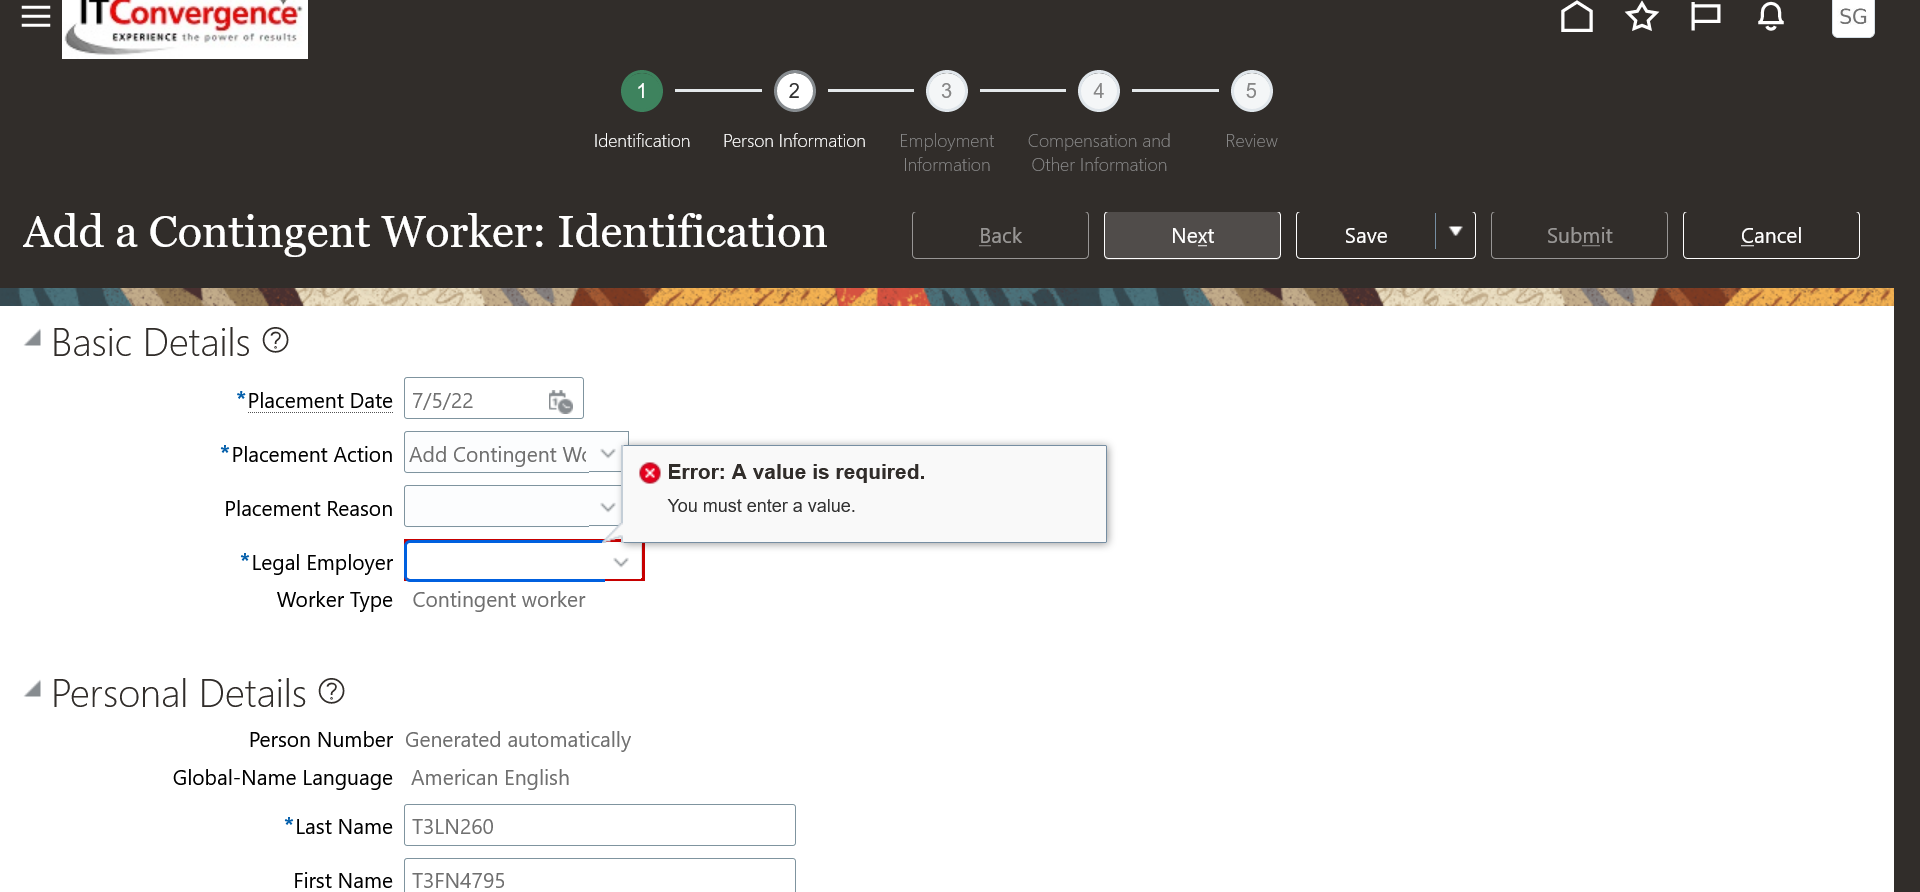 ITConvergence
EXPERIENCE the power of results
SG
1
2
3
4
5
Identification
Person Information
Employment
Information
Compensation and
Other Information
Review
Add a Contingent Worker: Identification
Back
Next
Save
Submit
Cancel
Basic Details ?
*Placement Date 7/5/22
*Placement Action Add Contingent Wo
Error: A value is required.
You must enter a value.
Placement Reason
*Legal Employer
Worker Type Contingent worker
Personal Details ?
Person Number Generated automatically
Global-Name Language American English
*Last Name T3LN260
First Name T3FN4795